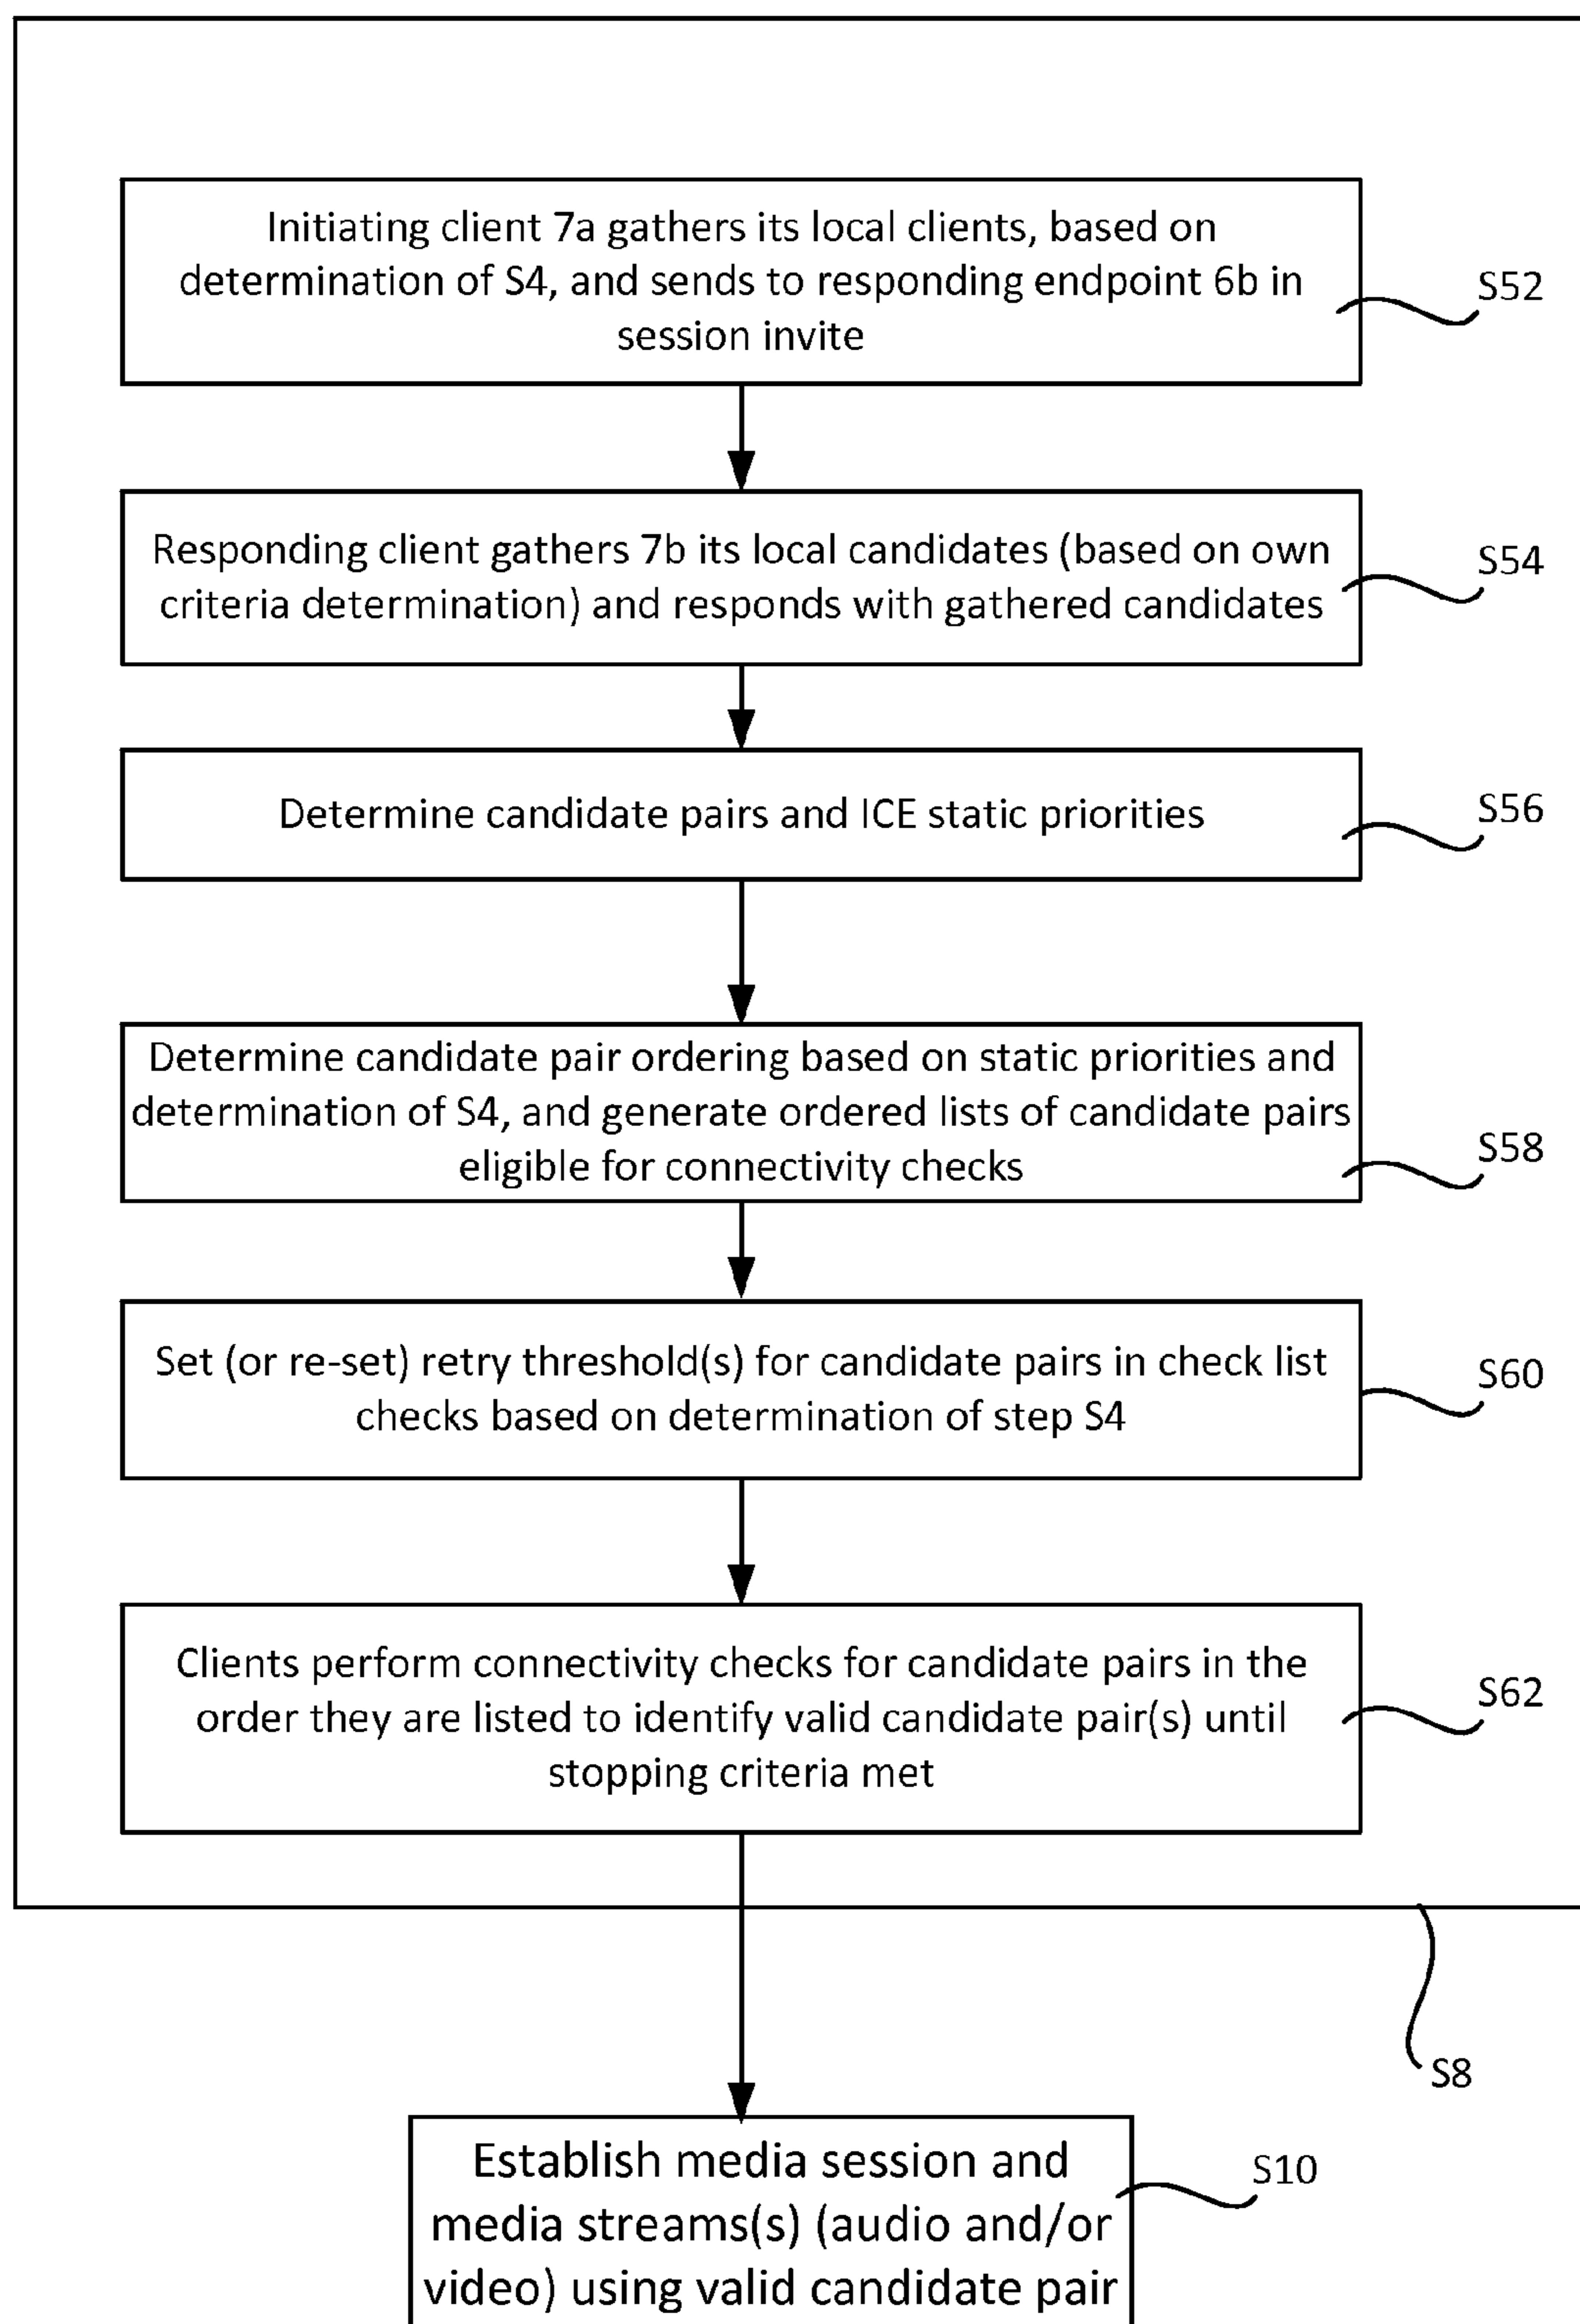 Initiating client 7a gathers its local clients, based on
determination of S4, and sends to responding endpoint 6b in
session invite
S52
Responding client gathers 7b its local candidates (based on own
criteria determination) and responds with gathered candidates
S54
Determine candidate pairs and ICE static priorities
S56
Determine candidate pair ordering based on static priorities and
determination of S4, and generate ordered lists of candidate pairs
eligible for connectivity checks
S58
Set (or re-set) retry threshold(s) for candidate pairs in check list
checks based on determination of step S4
S60
Clients perform connectivity checks for candidate pairs in the
order they are listed to identify valid candidate pair(s) until
stopping criteria met
S62
S8
Establish media session and
media streams(s) (audio and/or
video) using valid candidate pair
S10